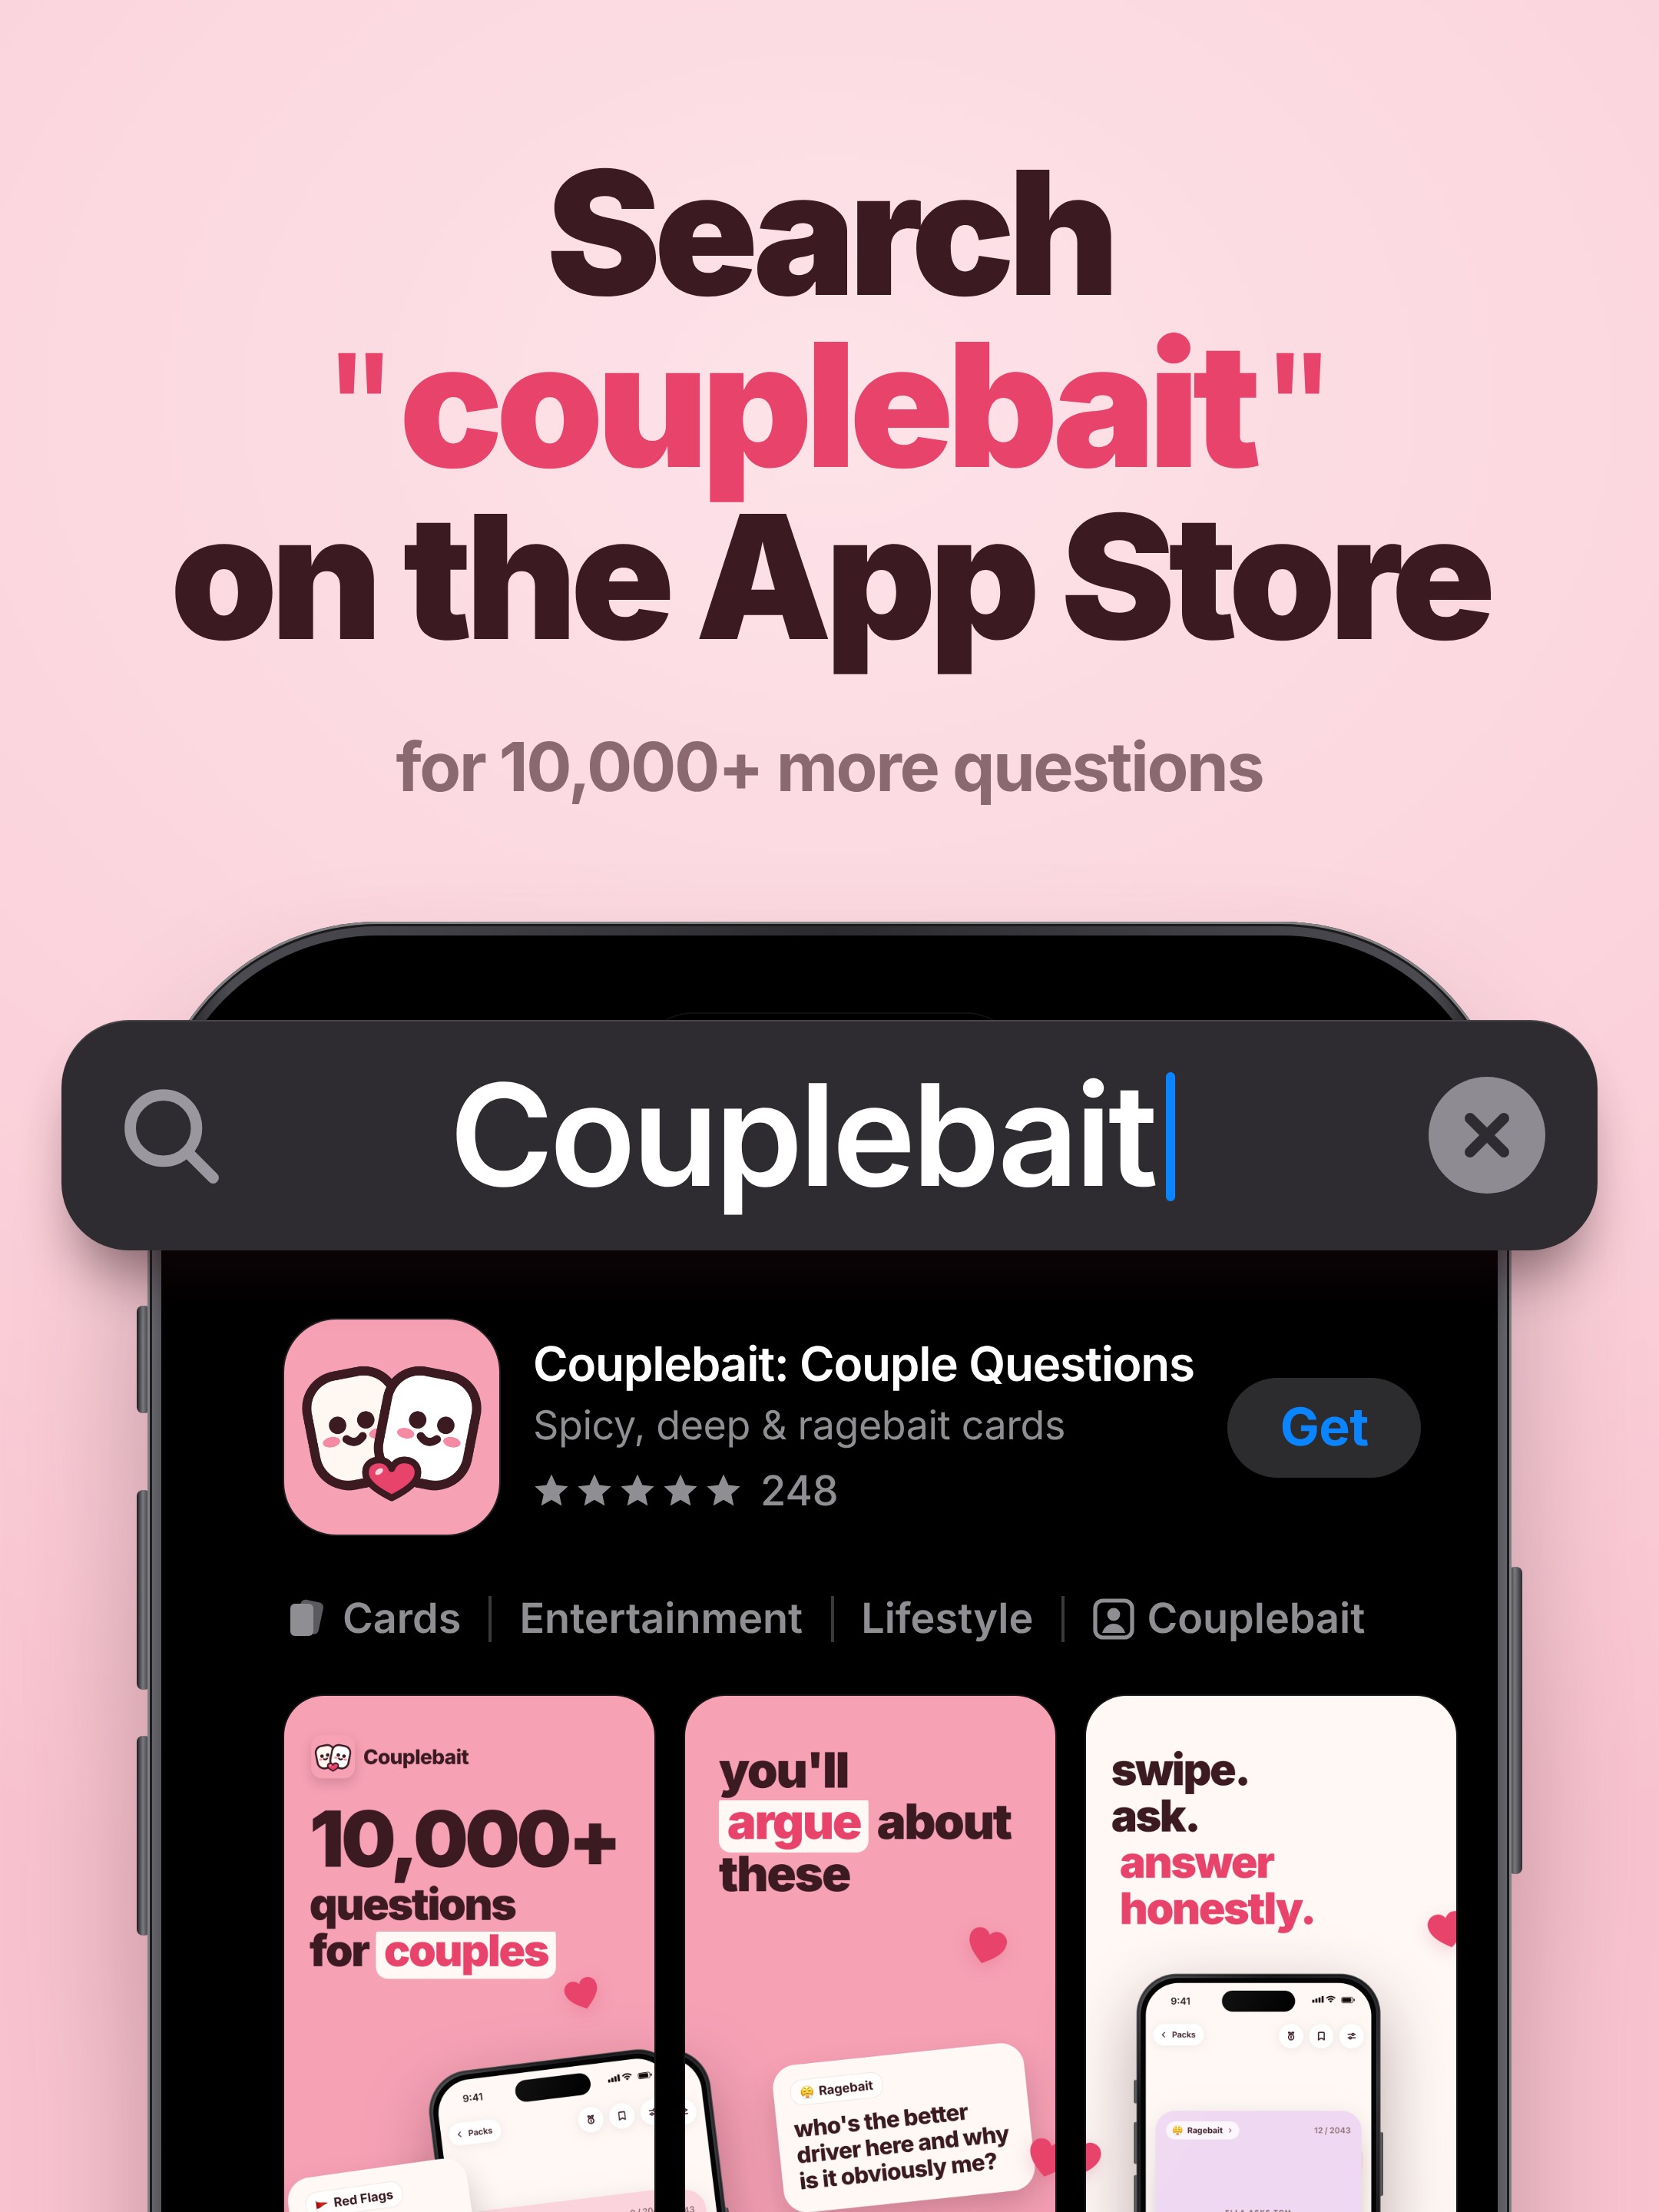 Search
"couplebait"
on the App Store
for 10,000+ more questions
Couplebait
Couplebait: Couple Questions
Get
Spicy, deep & ragebait cards
248
Cards
Entertainment
Lifestyle
Couplebait
Couplebait
10,000+
questions
for couples
9:41
Packs
Red Flags
you'll
argue about
these
Ragebait
who's the better
driver here and why
is it obviously me?
swipe.
ask.
answer
honestly.
9:41
Packs
Ragebait
12 / 2043